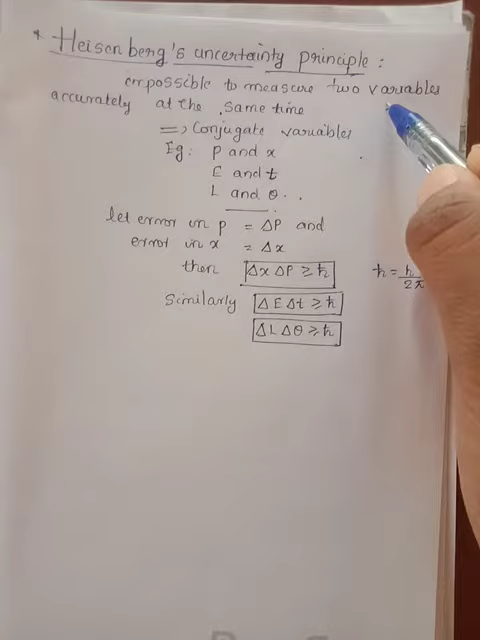 * Heisenberg's uncertainty principle :
impossible to measure two variables
accurately at the same time
=> Conjugate variables
Eg: p and x
E and t
L and θ.
let error in p = ΔP and
error in x = Δx
then Δx ΔP ≥ ħ ħ = h/2π
Similarly ΔE Δt ≥ ħ
ΔL Δθ ≥ ħ